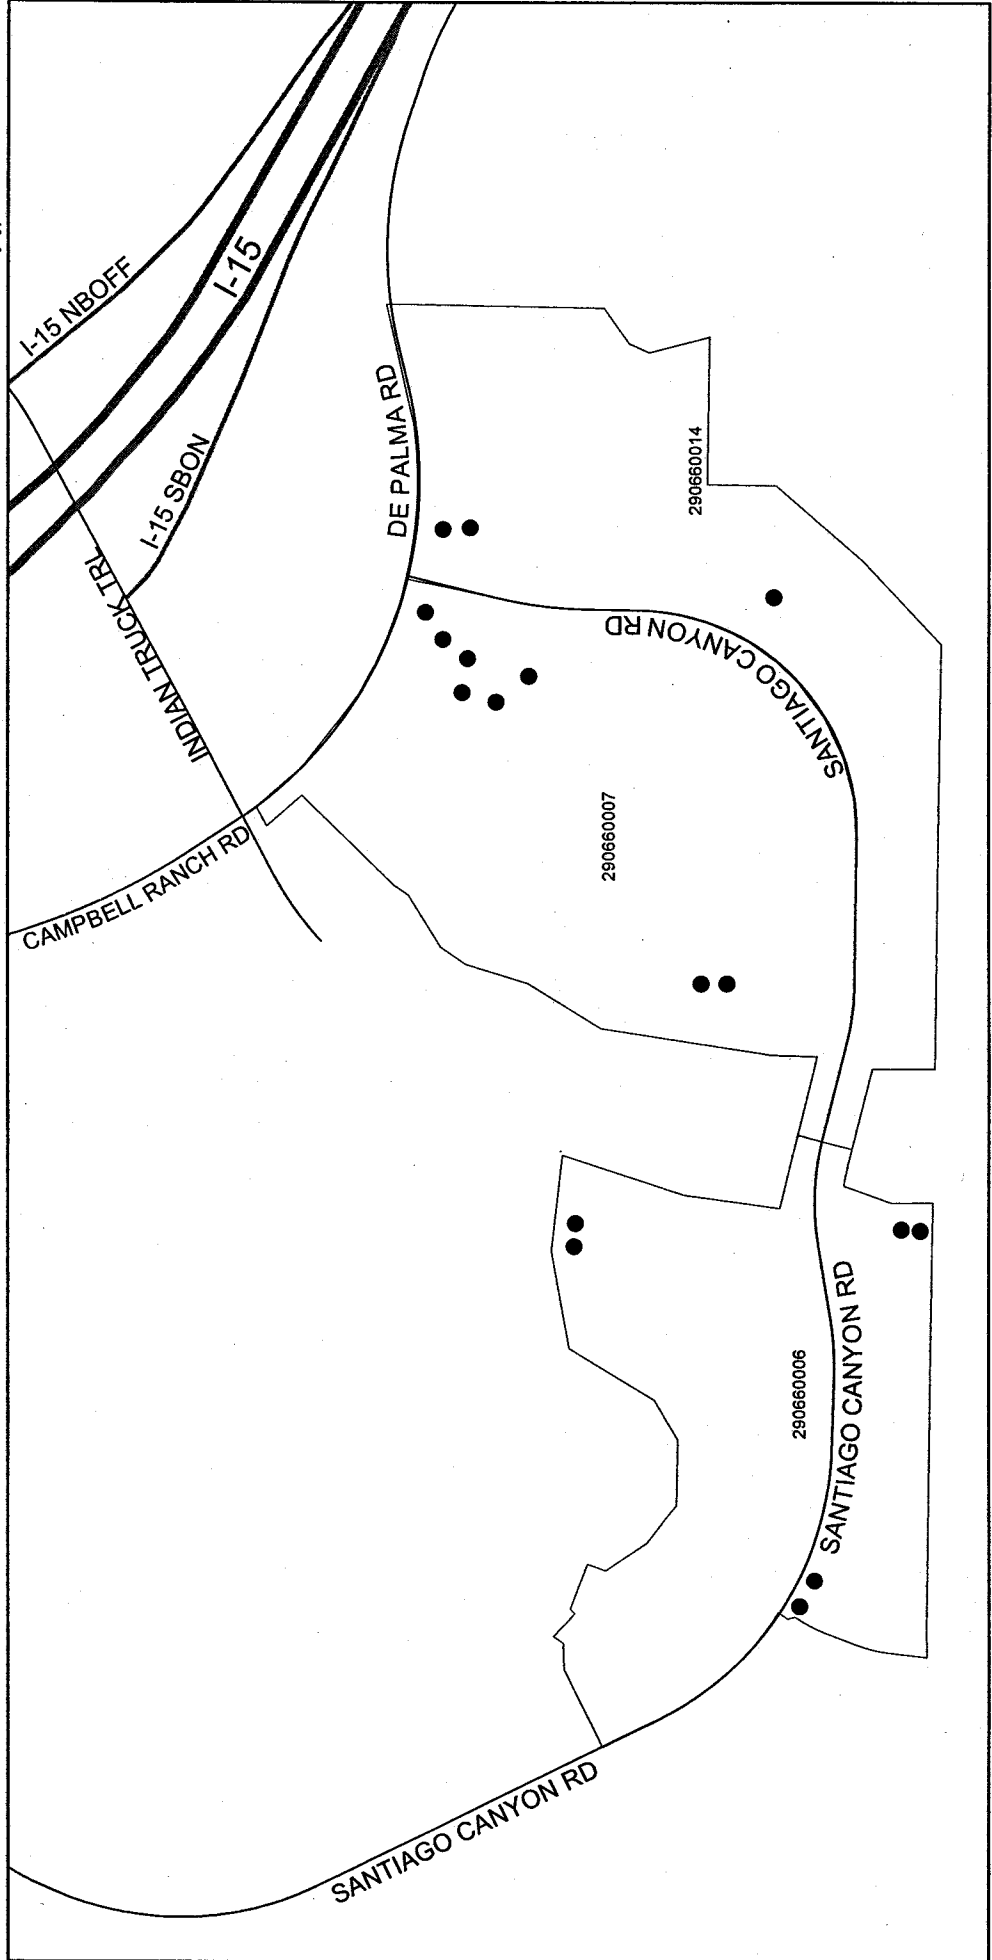 I-15 NBOFF
I-15
I-15 SBON
DE PALMA RD
INDIAN TRUCK TRL
290660014
SANTIAGO CANYON RD
CAMPBELL RANCH RD
290660007
SANTIAGO CANYON RD
290660006
SANTIAGO CANYON RD